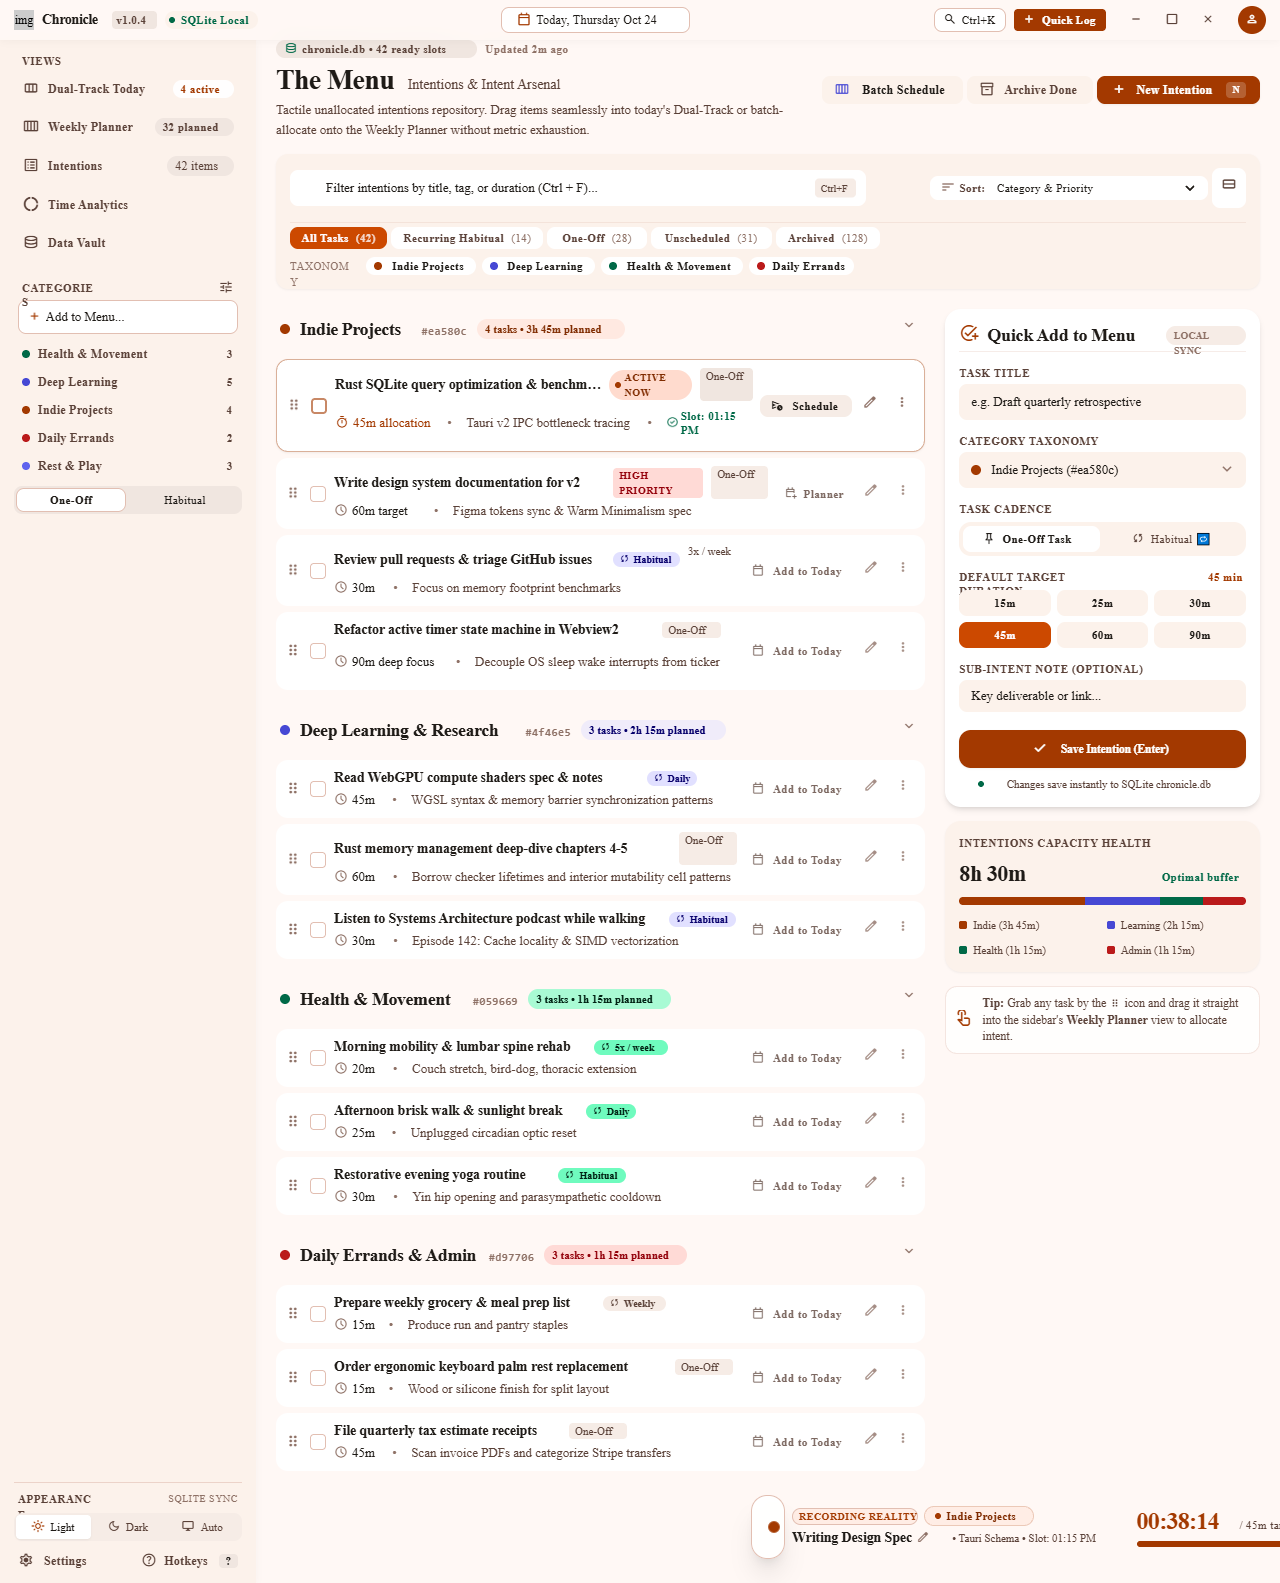 img Chronicle v1.0.4 SQLite Local Today, Thursday Oct 24 Ctrl+K Quick Log
VIEWS
Dual-Track Today 4 active
Weekly Planner 32 planned
Intentions 42 items
Time Analytics
Data Vault
CATEGORIE
S
+ Add to Menu...
Health & Movement 3
Deep Learning 5
Indie Projects 4
Daily Errands 2
Rest & Play 3
One-Off Habitual
chronicle.db • 42 ready slots Updated 2m ago
The Menu Intentions & Intent Arsenal
Tactile unallocated intentions repository. Drag items seamlessly into today's Dual-Track or batch-
allocate onto the Weekly Planner without metric exhaustion.
Batch Schedule Archive Done New Intention N
Filter intentions by title, tag, or duration (Ctrl + F)... Ctrl+F
Sort: Category & Priority
All Tasks (42) Recurring Habitual (14) One-Off (28) Unscheduled (31) Archived (128)
TAXONOM
Y
Indie Projects Deep Learning Health & Movement Daily Errands
Indie Projects #ea580c 4 tasks • 3h 45m planned
Rust SQLite query optimization & benchm... ACTIVE
NOW
One-Off
45m allocation • Tauri v2 IPC bottleneck tracing • Slot: 01:15
PM
Schedule
Write design system documentation for v2 HIGH
PRIORITY
One-Off
60m target • Figma tokens sync & Warm Minimalism spec
Planner
Review pull requests & triage GitHub issues Habitual 3x / week
30m • Focus on memory footprint benchmarks
Add to Today
Refactor active timer state machine in Webview2 One-Off
90m deep focus • Decouple OS sleep wake interrupts from ticker
Add to Today
Deep Learning & Research #4f46e5 3 tasks • 2h 15m planned
Read WebGPU compute shaders spec & notes Daily
45m • WGSL syntax & memory barrier synchronization patterns
Add to Today
Rust memory management deep-dive chapters 4-5 One-Off
60m • Borrow checker lifetimes and interior mutability cell patterns
Add to Today
Listen to Systems Architecture podcast while walking Habitual
30m • Episode 142: Cache locality & SIMD vectorization
Add to Today
Health & Movement #059669 3 tasks • 1h 15m planned
Morning mobility & lumbar spine rehab 5x / week
20m • Couch stretch, bird-dog, thoracic extension
Add to Today
Afternoon brisk walk & sunlight break Daily
25m • Unplugged circadian optic reset
Add to Today
Restorative evening yoga routine Habitual
30m • Yin hip opening and parasympathetic cooldown
Add to Today
Daily Errands & Admin #d97706 3 tasks • 1h 15m planned
Prepare weekly grocery & meal prep list Weekly
15m • Produce run and pantry staples
Add to Today
Order ergonomic keyboard palm rest replacement One-Off
15m • Wood or silicone finish for split layout
Add to Today
File quarterly tax estimate receipts One-Off
45m • Scan invoice PDFs and categorize Stripe transfers
Add to Today
Quick Add to Menu LOCAL
SYNC
TASK TITLE
e.g. Draft quarterly retrospective
CATEGORY TAXONOMY
Indie Projects (#ea580c)
TASK CADENCE
One-Off Task Habitual
DEFAULT TARGET
DURATION
45 min
15m 25m 30m
45m 60m 90m
SUB-INTENT NOTE (OPTIONAL)
Key deliverable or link...
Save Intention (Enter)
Changes save instantly to SQLite chronicle.db
INTENTIONS CAPACITY HEALTH
8h 30m Optimal buffer
Indie (3h 45m) Learning (2h 15m)
Health (1h 15m) Admin (1h 15m)
Tip: Grab any task by the ⠿ icon and drag it straight
into the sidebar's Weekly Planner view to allocate
intent.
APPEARANC
SQLITE SYNC
Light Dark Auto
Settings Hotkeys ?
RECORDING REALITY Indie Projects
Writing Design Spec • Tauri Schema • Slot: 01:15 PM
00:38:14 / 45m